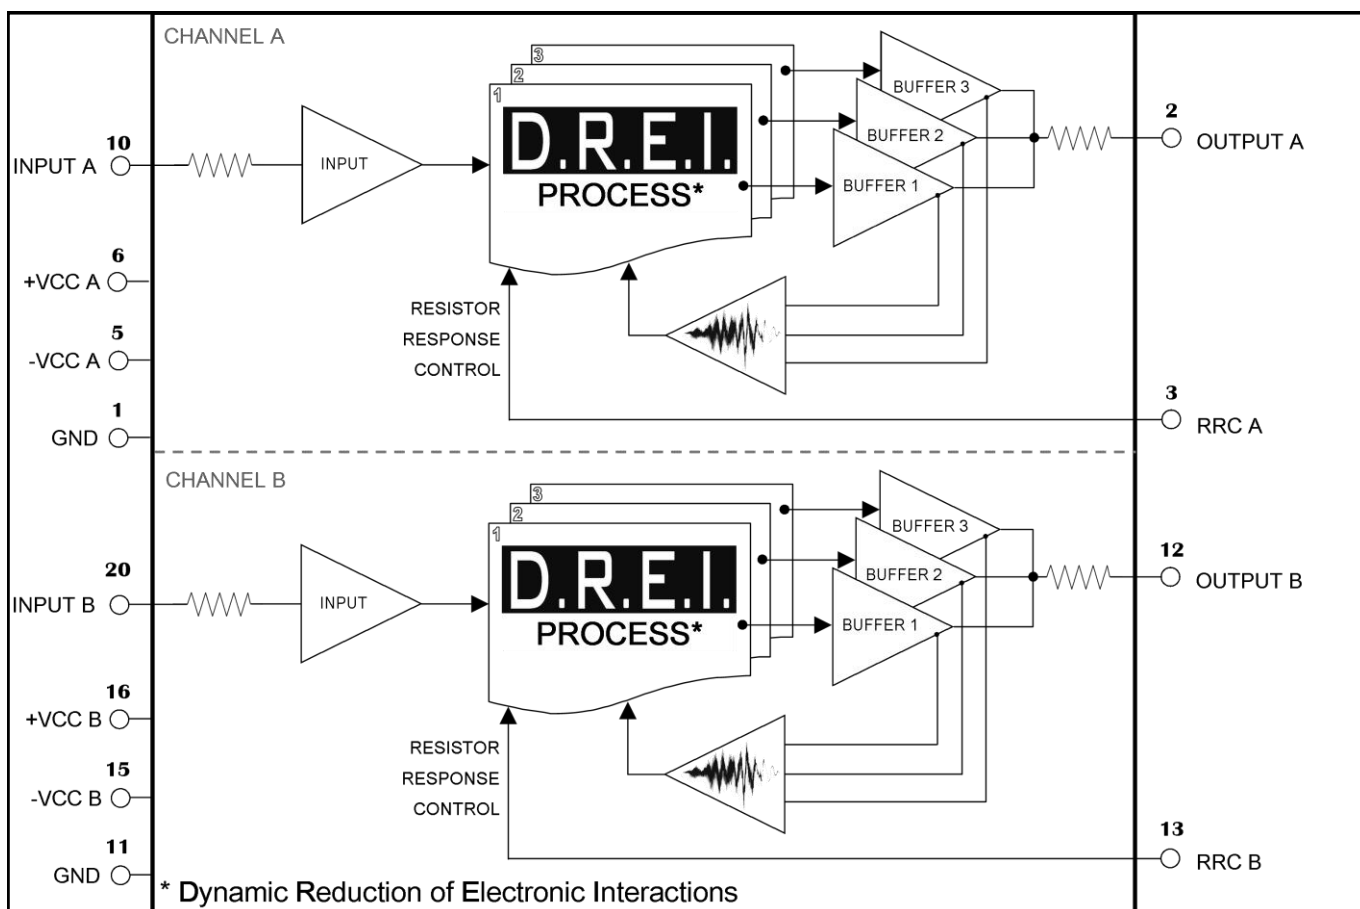 CHANNEL A
3
2
1
D.R.E.I.
PROCESS*
INPUT
BUFFER 3
BUFFER 2
BUFFER 1
10
INPUT A
6
+VCC A
5
-VCC A
1
GND
RESISTOR
RESPONSE
CONTROL
2
OUTPUT A
3
RRC A
CHANNEL B
3
2
1
D.R.E.I.
PROCESS*
INPUT
BUFFER 3
BUFFER 2
BUFFER 1
20
INPUT B
16
+VCC B
15
-VCC B
11
GND
RESISTOR
RESPONSE
CONTROL
12
OUTPUT B
13
RRC B
* Dynamic Reduction of Electronic Interactions